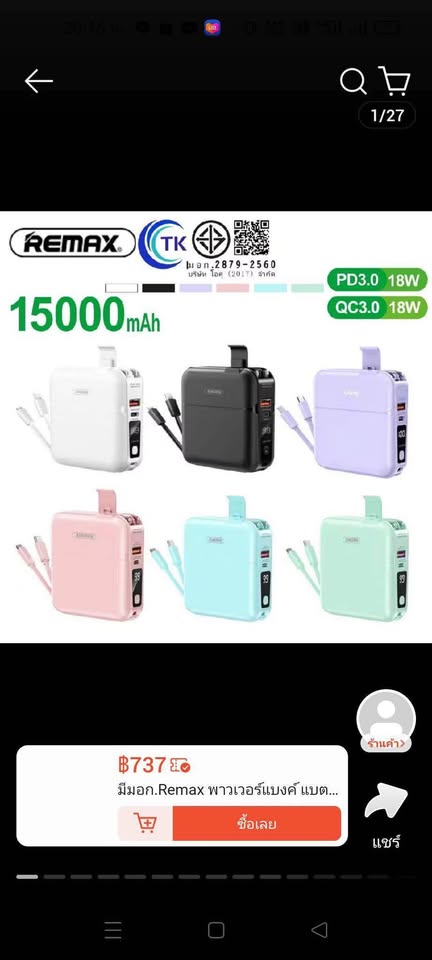 1/27
REMAX
TK
มอก.2879-2560
บริษัท โอคุ (2017) จำกัด
PD3.0 18W
QC3.0 18W
15000mAh
ร้านค้า>
฿737
มีมอก.Remax พาวเวอร์แบงค์ แบต...
ซื้อเลย
แชร์